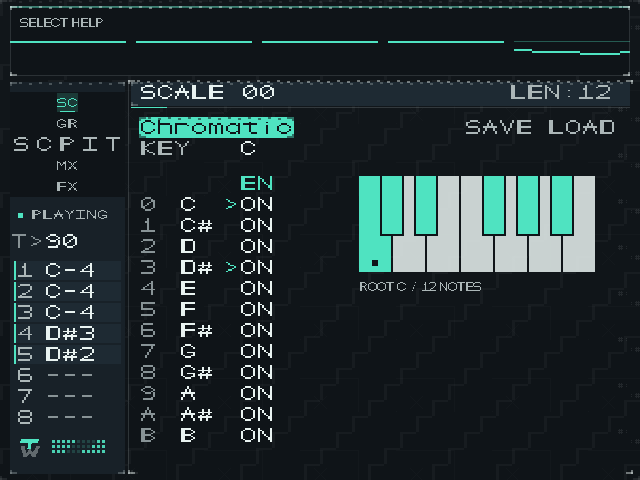 SELECT HELP
SCALE 00 LEN:12
Chromatic SAVE LOAD
KEY C
EN
0 C >ON
1 C# ON
2 D ON
3 D# >ON
4 E ON
5 F ON
6 F# ON
7 G ON
8 G# ON
9 A ON
A A# ON
B B ON
ROOT C / 12 NOTES
SC
GR
SCPIT
MX
FX
PLAYING
T>90
1 C-4
2 C-4
3 C-4
4 D#3
5 D#2
6 ---
7 ---
8 ---
TW